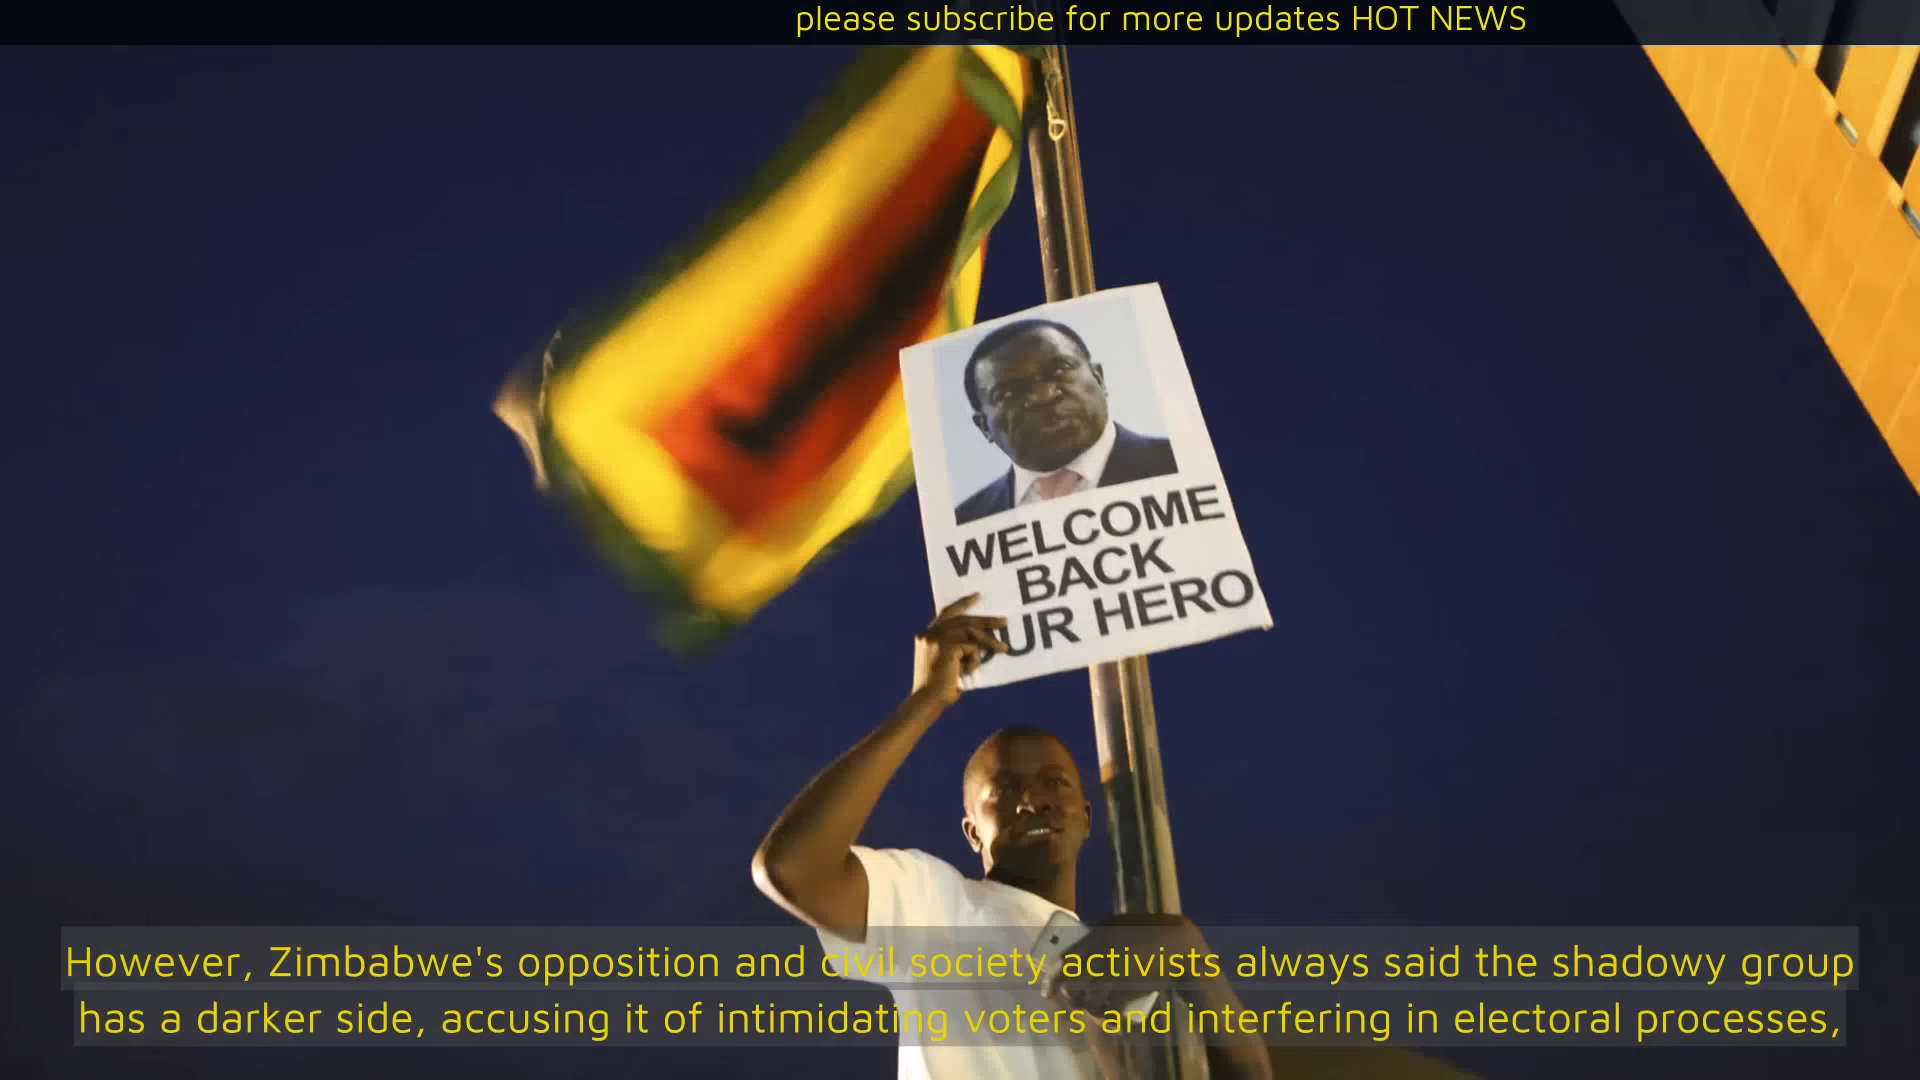 please subscribe for more updates HOT NEWS
WELCOME
BACK
OUR HERO
However, Zimbabwe's opposition and civil society activists always said the shadowy group
has a darker side, accusing it of intimidating voters and interfering in electoral processes,